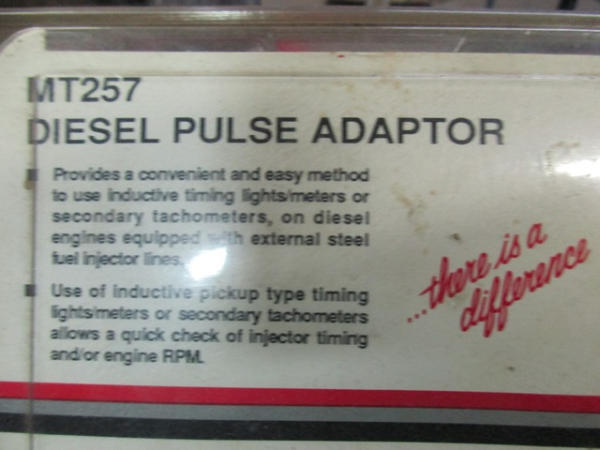 MT257
DIESEL PULSE ADAPTOR
Provides a convenient and easy method
to use inductive timing lights/meters or
secondary tachometers, on diesel
engines equipped with external steel
fuel injector lines.
Use of inductive pickup type timing
lights/meters or secondary tachometers
allows a quick check of injector timing
and/or engine RPM.
...there is a
difference